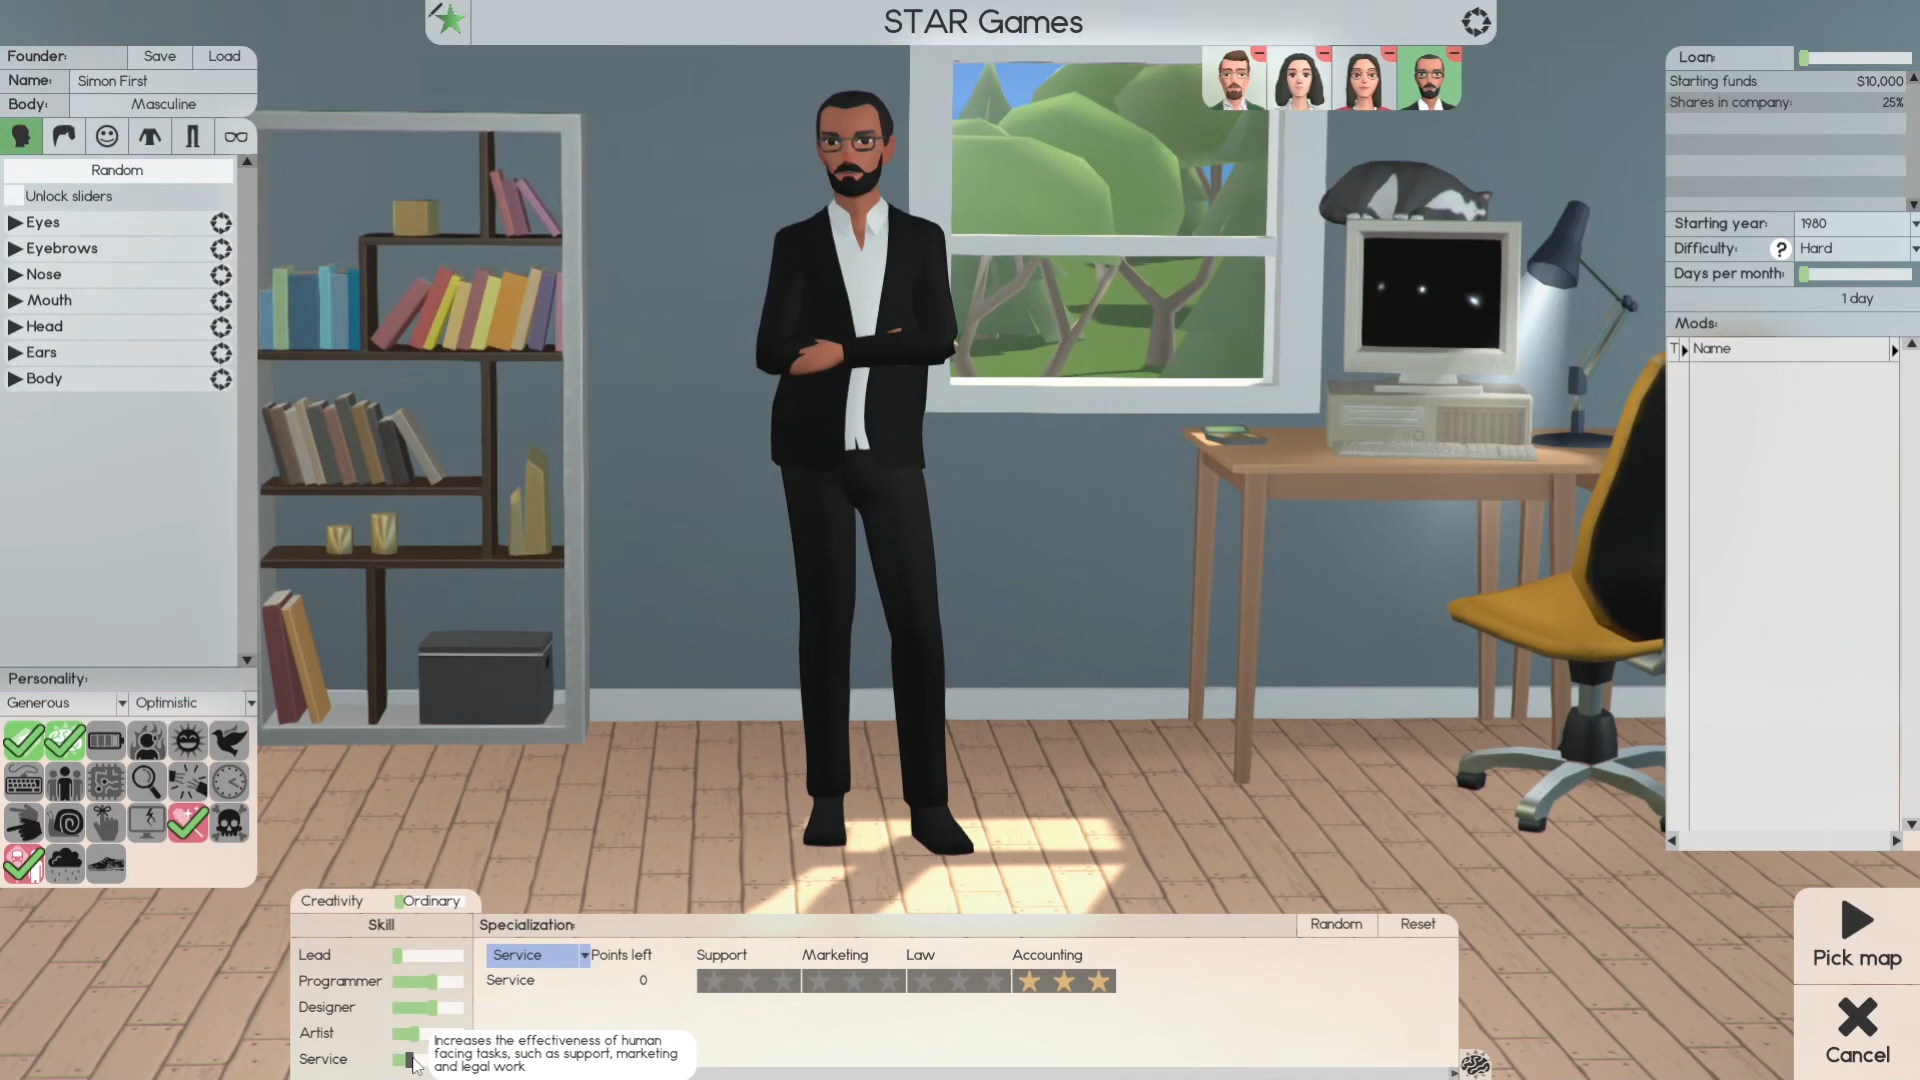 STAR Games
Founder: Save Load
Name: Simon First
Body: Masculine
Random
Unlock sliders
Eyes
Eyebrows
Nose
Mouth
Head
Ears
Body
Personality:
Generous Optimistic
Loan:
Starting funds $10,000
Shares in company: 25%
Starting year: 1980
Difficulty: ? Hard
Days per month:
1 day
Mods:
T Name
Creativity Ordinary
Skill Specialization: Random Reset
Lead Service Points left Support Marketing Law Accounting
Programmer Service 0
Designer
Artist
Service
Increases the effectiveness of human
facing tasks, such as support, marketing
and legal work
Pick map
Cancel